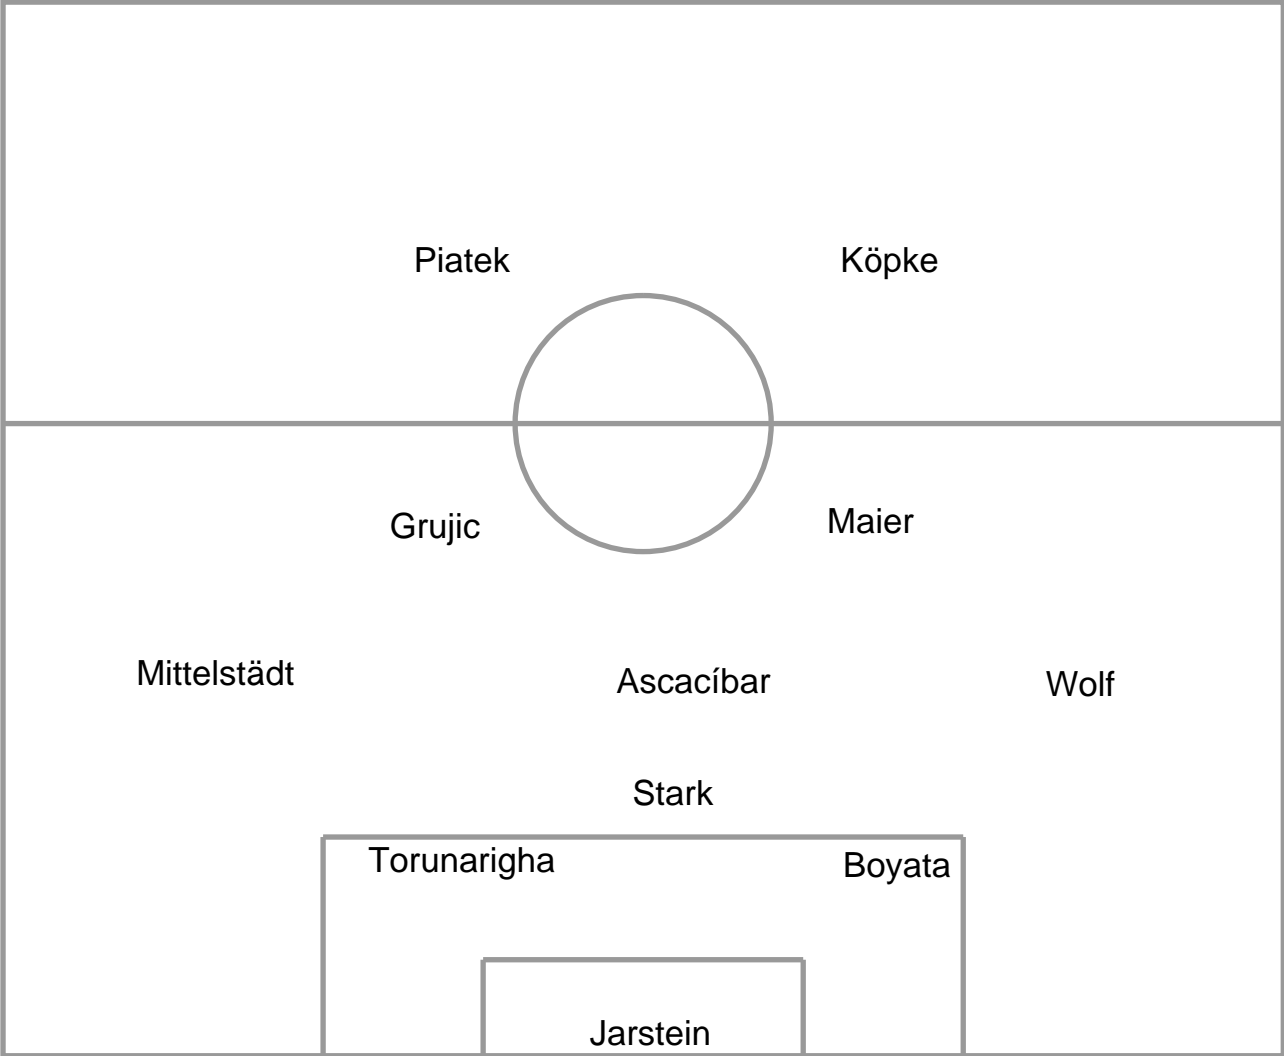 Piatek
Köpke
Grujic
Maier
Mittelstädt
Ascacíbar
Wolf
Stark
Torunarigha
Boyata
Jarstein